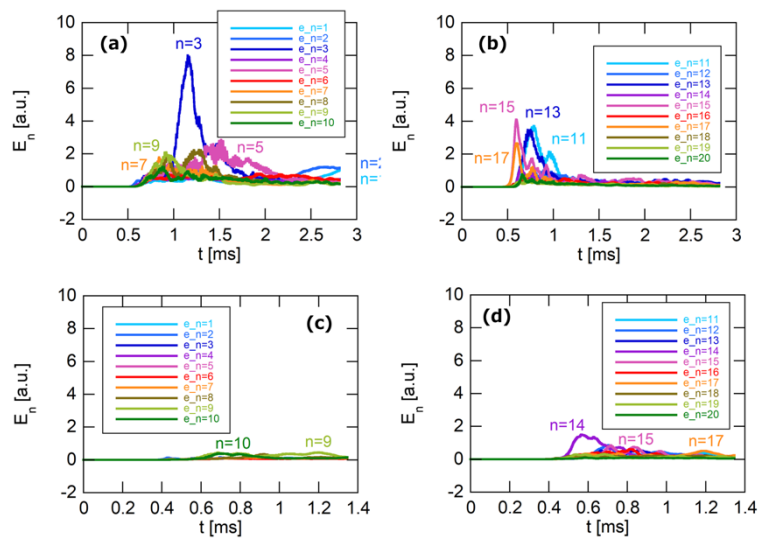 (a)
E_n [a.u.]
10
8
6
4
2
0
-2
0 0.5 1 1.5 2 2.5 3
t [ms]
n=3
n=9
n=7
n=5
e_n=1
e_n=2
e_n=3
e_n=4
e_n=5
e_n=6
e_n=7
e_n=8
e_n=9
e_n=10
(b)
E_n [a.u.]
10
8
6
4
2
0
-2
0 0.5 1 1.5 2 2.5 3
t [ms]
n=15
n=13
n=11
n=17
e_n=11
e_n=12
e_n=13
e_n=14
e_n=15
e_n=16
e_n=17
e_n=18
e_n=19
e_n=20
(c)
E_n [a.u.]
10
8
6
4
2
0
-2
0 0.2 0.4 0.6 0.8 1 1.2 1.4
t [ms]
n=10
n=9
e_n=1
e_n=2
e_n=3
e_n=4
e_n=5
e_n=6
e_n=7
e_n=8
e_n=9
e_n=10
(d)
E_n [a.u.]
10
8
6
4
2
0
-2
0 0.2 0.4 0.6 0.8 1 1.2 1.4
t [ms]
n=14
n=15
n=17
e_n=11
e_n=12
e_n=13
e_n=14
e_n=15
e_n=16
e_n=17
e_n=18
e_n=19
e_n=20